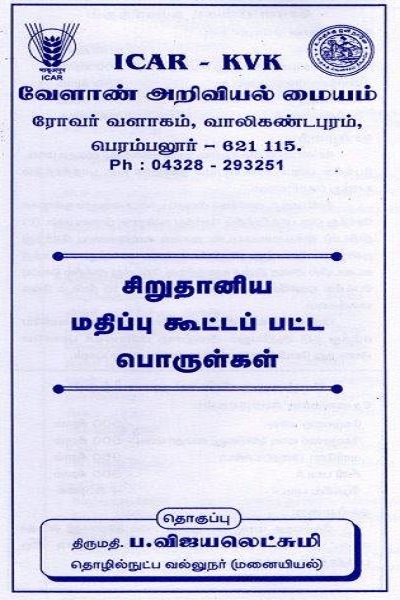 ICAR
ICAR - KVK
வேளாண் அறிவியல் மையம்
ரோவர் வளாகம், வாலிகண்டபுரம்,
பெரம்பலூர் – 621 115.
Ph : 04328 - 293251
சிறுதானிய
மதிப்பு கூட்டப் பட்ட
பொருள்கள்
தொகுப்பு
திருமதி. ப.விஜயலெட்சுமி
தொழில்நுட்ப வல்லுநர் (மனையியல்)